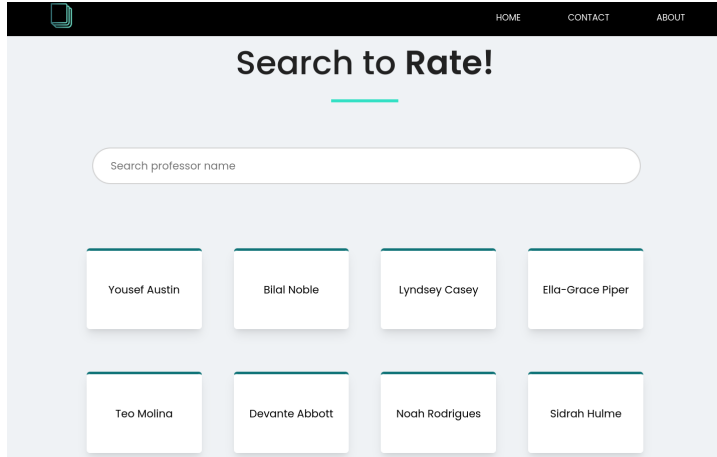 HOME CONTACT ABOUT
Search to Rate!
Search professor name
Yousef Austin
Bilal Noble
Lyndsey Casey
Ella-Grace Piper
Teo Molina
Devante Abbott
Noah Rodrigues
Sidrah Hulme